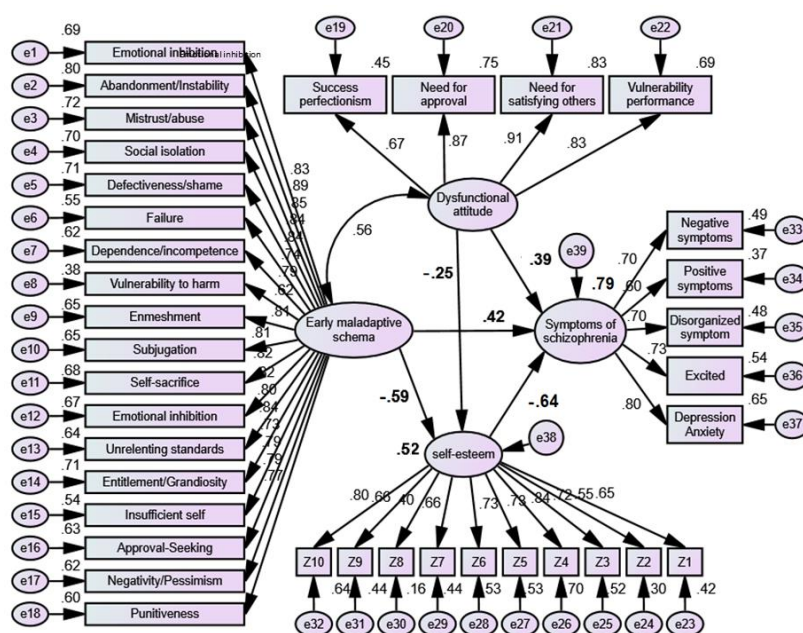 .69
e1 Emotional inhibition Emotional inhibition
.80
e2 Abandonment/Instability
.72
e3 Mistrust/abuse
.70
e4 Social isolation
.71
e5 Defectiveness/shame
.55
e6 Failure
.62
e7 Dependence/incompetence
.38
e8 Vulnerability to harm
.65
e9 Enmeshment
.65
e10 Subjugation
.68
e11 Self-sacrifice
.67
e12 Emotional inhibition
.64
e13 Unrelenting standards
.71
e14 Entitlement/Grandiosity
.54
e15 Insufficient self
.63
e16 Approval-Seeking
.62
e17 Negativity/Pessimism
.60
e18 Punitiveness
.83
.89
.85
.84
.84
.74
.79
.62
.81
.81
.82
.82
.80
.84
.73
.79
.79
.77
e19 e20 e21 e22
.45 .75 .83 .69
Success
perfectionism
Need for
approval
Need for
satisfying others
Vulnerability
performance
.67 .87 .91 .83
Dysfunctional
attitude
.56
-.25
.39
e39
.79
Early maladaptive
schema
.42
Symptoms of
schizophrenia
-.59
-.64
.52
self-esteem
e38
.70 .60 .70 .73 .80
Negative
symptoms
.49
e33
Positive
symptoms
.37
e34
Disorganized
symptom
.48
e35
Excited
.54
e36
Depression
Anxiety
.65
e37
.80 .66 .40 .66 .73 .73 .84 .72 .55 .65
Z10 Z9 Z8 Z7 Z6 Z5 Z4 Z3 Z2 Z1
.64 .44 .16 .44 .53 .53 .70 .52 .30 .42
e32 e31 e30 e29 e28 e27 e26 e25 e24 e23